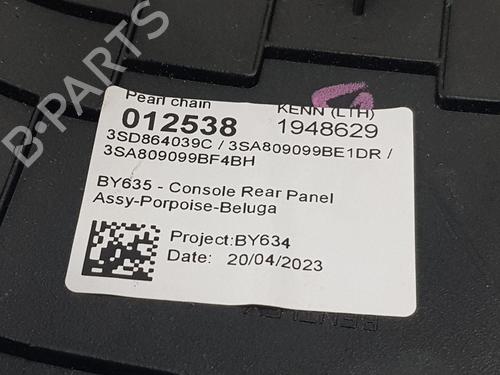 Pearl chain
KENN (LTH)
012538
1948629
3SD864039C / 3SA809099BE1DR /
3SA809099BF4BH
BY635 - Console Rear Panel
Assy-Porpoise-Beluga
Project:BY634
Date: 20/04/2023
B-PARTS